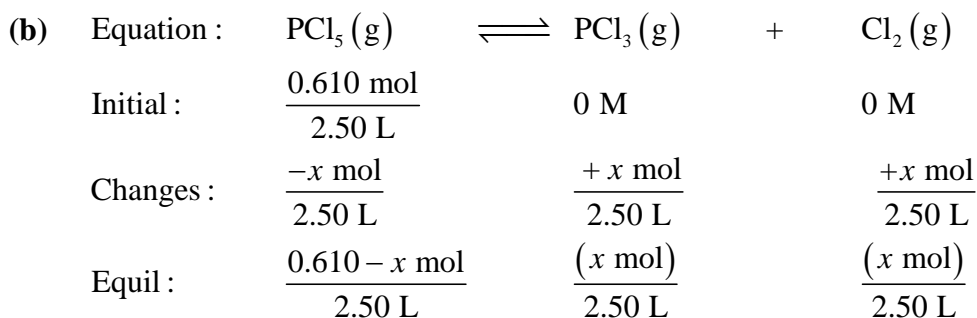 (b) Equation : PCl₅(g) ⇌ PCl₃(g) + Cl₂(g)
Initial : 0.610 mol / 2.50 L 0 M 0 M
Changes : −x mol / 2.50 L + x mol / 2.50 L +x mol / 2.50 L
Equil : 0.610 − x mol / 2.50 L (x mol) / 2.50 L (x mol) / 2.50 L